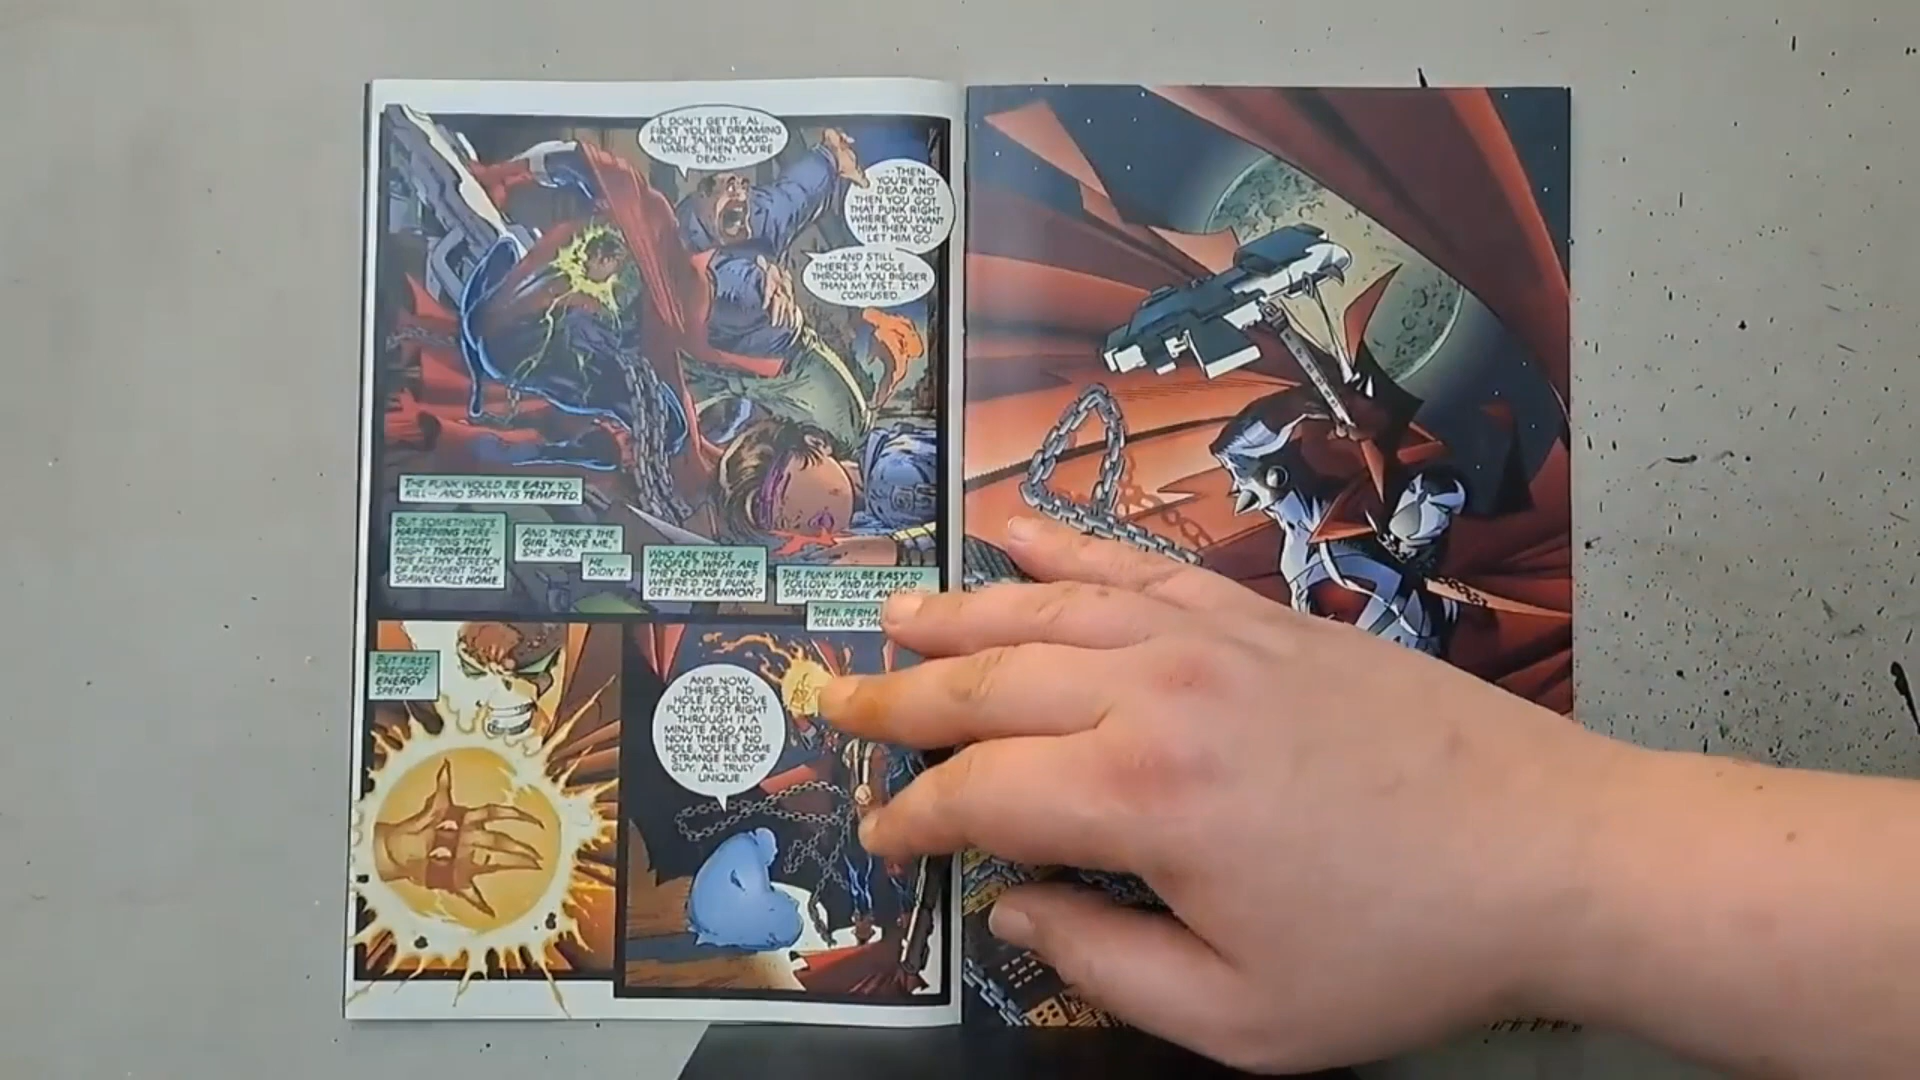 I DON'T GET IT, AL.
FIRST YOU'RE DREAMING
ABOUT TALKING AARD-
VARKS, THEN YOU'RE
DEAD--
--THEN
YOU'RE NOT
DEAD AND
THEN YOU GOT
THAT PUNK RIGHT
WHERE YOU WANT
HIM THEN YOU
LET HIM GO--
--AND STILL
THERE'S A HOLE
THROUGH YOU BIGGER
THAN MY FIST. I'M
CONFUSED.
THE PUNK WOULD BE EASY TO
KILL-- AND SPAWN IS TEMPTED.
BUT SOMETHING'S
HAPPENING HERE--
SOMETHING THAT
MIGHT THREATEN
THE FILTHY STRETCH
OF PAVEMENT THAT
SPAWN CALLS HOME.
AND THERE'S THE
GIRL. "SAVE ME,"
SHE SAID.
HE
DIDN'T.
WHO ARE THESE
PEOPLE? WHAT ARE
THEY DOING HERE?
WHERE'D THE PUNK
GET THAT CANNON?
THE PUNK WILL BE EASY TO
FOLLOW-- AND MAY LEAD
SPAWN TO SOME
THEN,
KILLING
BUT FIRST,
PRECIOUS
ENERGY
SPENT.
AND NOW
THERE'S NO
HOLE. COULD'VE
PUT MY FIST RIGHT
THROUGH IT A
MINUTE AGO AND
NOW THERE'S NO
HOLE. YOU'RE SOME
STRANGE KIND OF
GUY, AL. TRULY
UNIQUE.